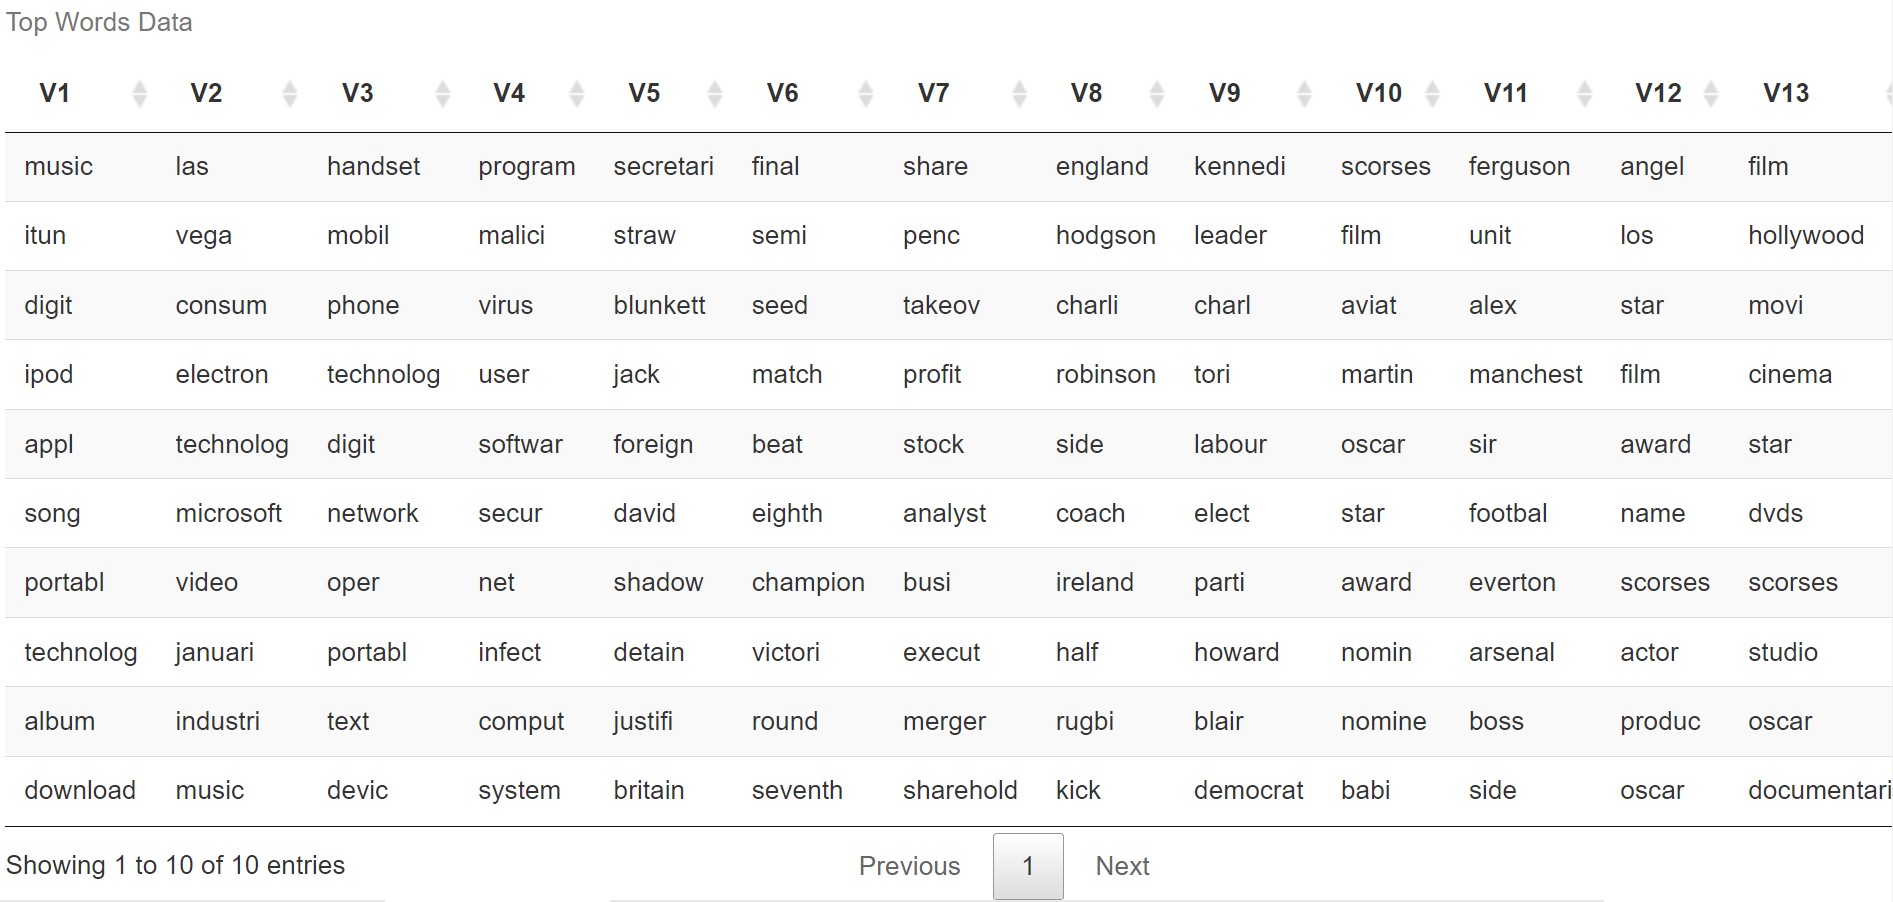 Top Words Data
V1 V2 V3 V4 V5 V6 V7 V8 V9 V10 V11 V12 V13
music las handset program secretari final share england kennedi scorses ferguson angel film
itun vega mobil malici straw semi penc hodgson leader film unit los hollywood
digit consum phone virus blunkett seed takeov charli charl aviat alex star movi
ipod electron technolog user jack match profit robinson tori martin manchest film cinema
appl technolog digit softwar foreign beat stock side labour oscar sir award star
song microsoft network secur david eighth analyst coach elect star footbal name dvds
portabl video oper net shadow champion busi ireland parti award everton scorses scorses
technolog januari portabl infect detain victori execut half howard nomin arsenal actor studio
album industri text comput justifi round merger rugbi blair nomine boss produc oscar
download music devic system britain seventh sharehold kick democrat babi side oscar documentari
Showing 1 to 10 of 10 entries Previous 1 Next